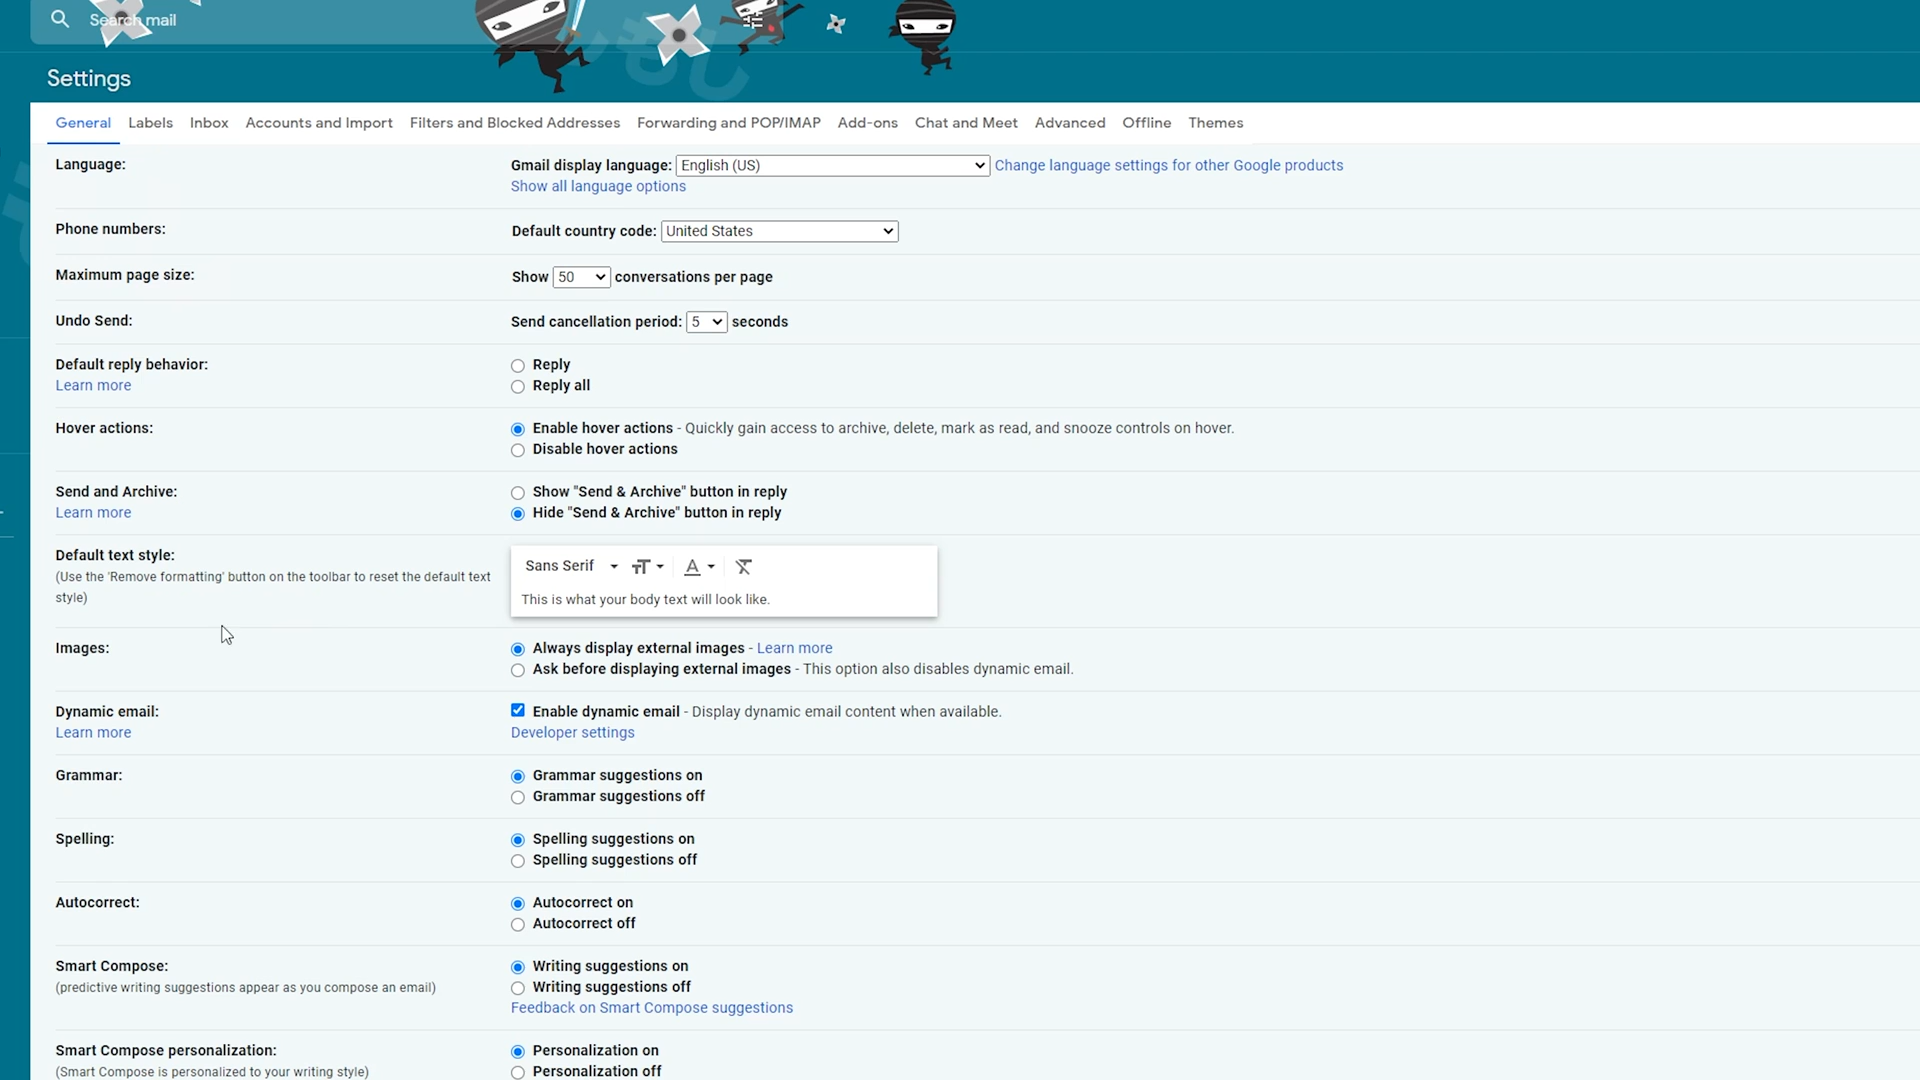 Search mail
Settings
General Labels Inbox Accounts and Import Filters and Blocked Addresses Forwarding and POP/IMAP Add-ons Chat and Meet Advanced Offline Themes
Language:
Gmail display language: English (US) Change language settings for other Google products
Show all language options
Phone numbers:
Default country code: United States
Maximum page size:
Show 50 conversations per page
Undo Send:
Send cancellation period: 5 seconds
Default reply behavior:
Learn more
Reply
Reply all
Hover actions:
Enable hover actions - Quickly gain access to archive, delete, mark as read, and snooze controls on hover.
Disable hover actions
Send and Archive:
Learn more
Show "Send & Archive" button in reply
Hide "Send & Archive" button in reply
Default text style:
(Use the 'Remove formatting' button on the toolbar to reset the default text
style)
Sans Serif
This is what your body text will look like.
Images:
Always display external images - Learn more
Ask before displaying external images - This option also disables dynamic email.
Dynamic email:
Learn more
Enable dynamic email - Display dynamic email content when available.
Developer settings
Grammar:
Grammar suggestions on
Grammar suggestions off
Spelling:
Spelling suggestions on
Spelling suggestions off
Autocorrect:
Autocorrect on
Autocorrect off
Smart Compose:
(predictive writing suggestions appear as you compose an email)
Writing suggestions on
Writing suggestions off
Feedback on Smart Compose suggestions
Smart Compose personalization:
(Smart Compose is personalized to your writing style)
Personalization on
Personalization off